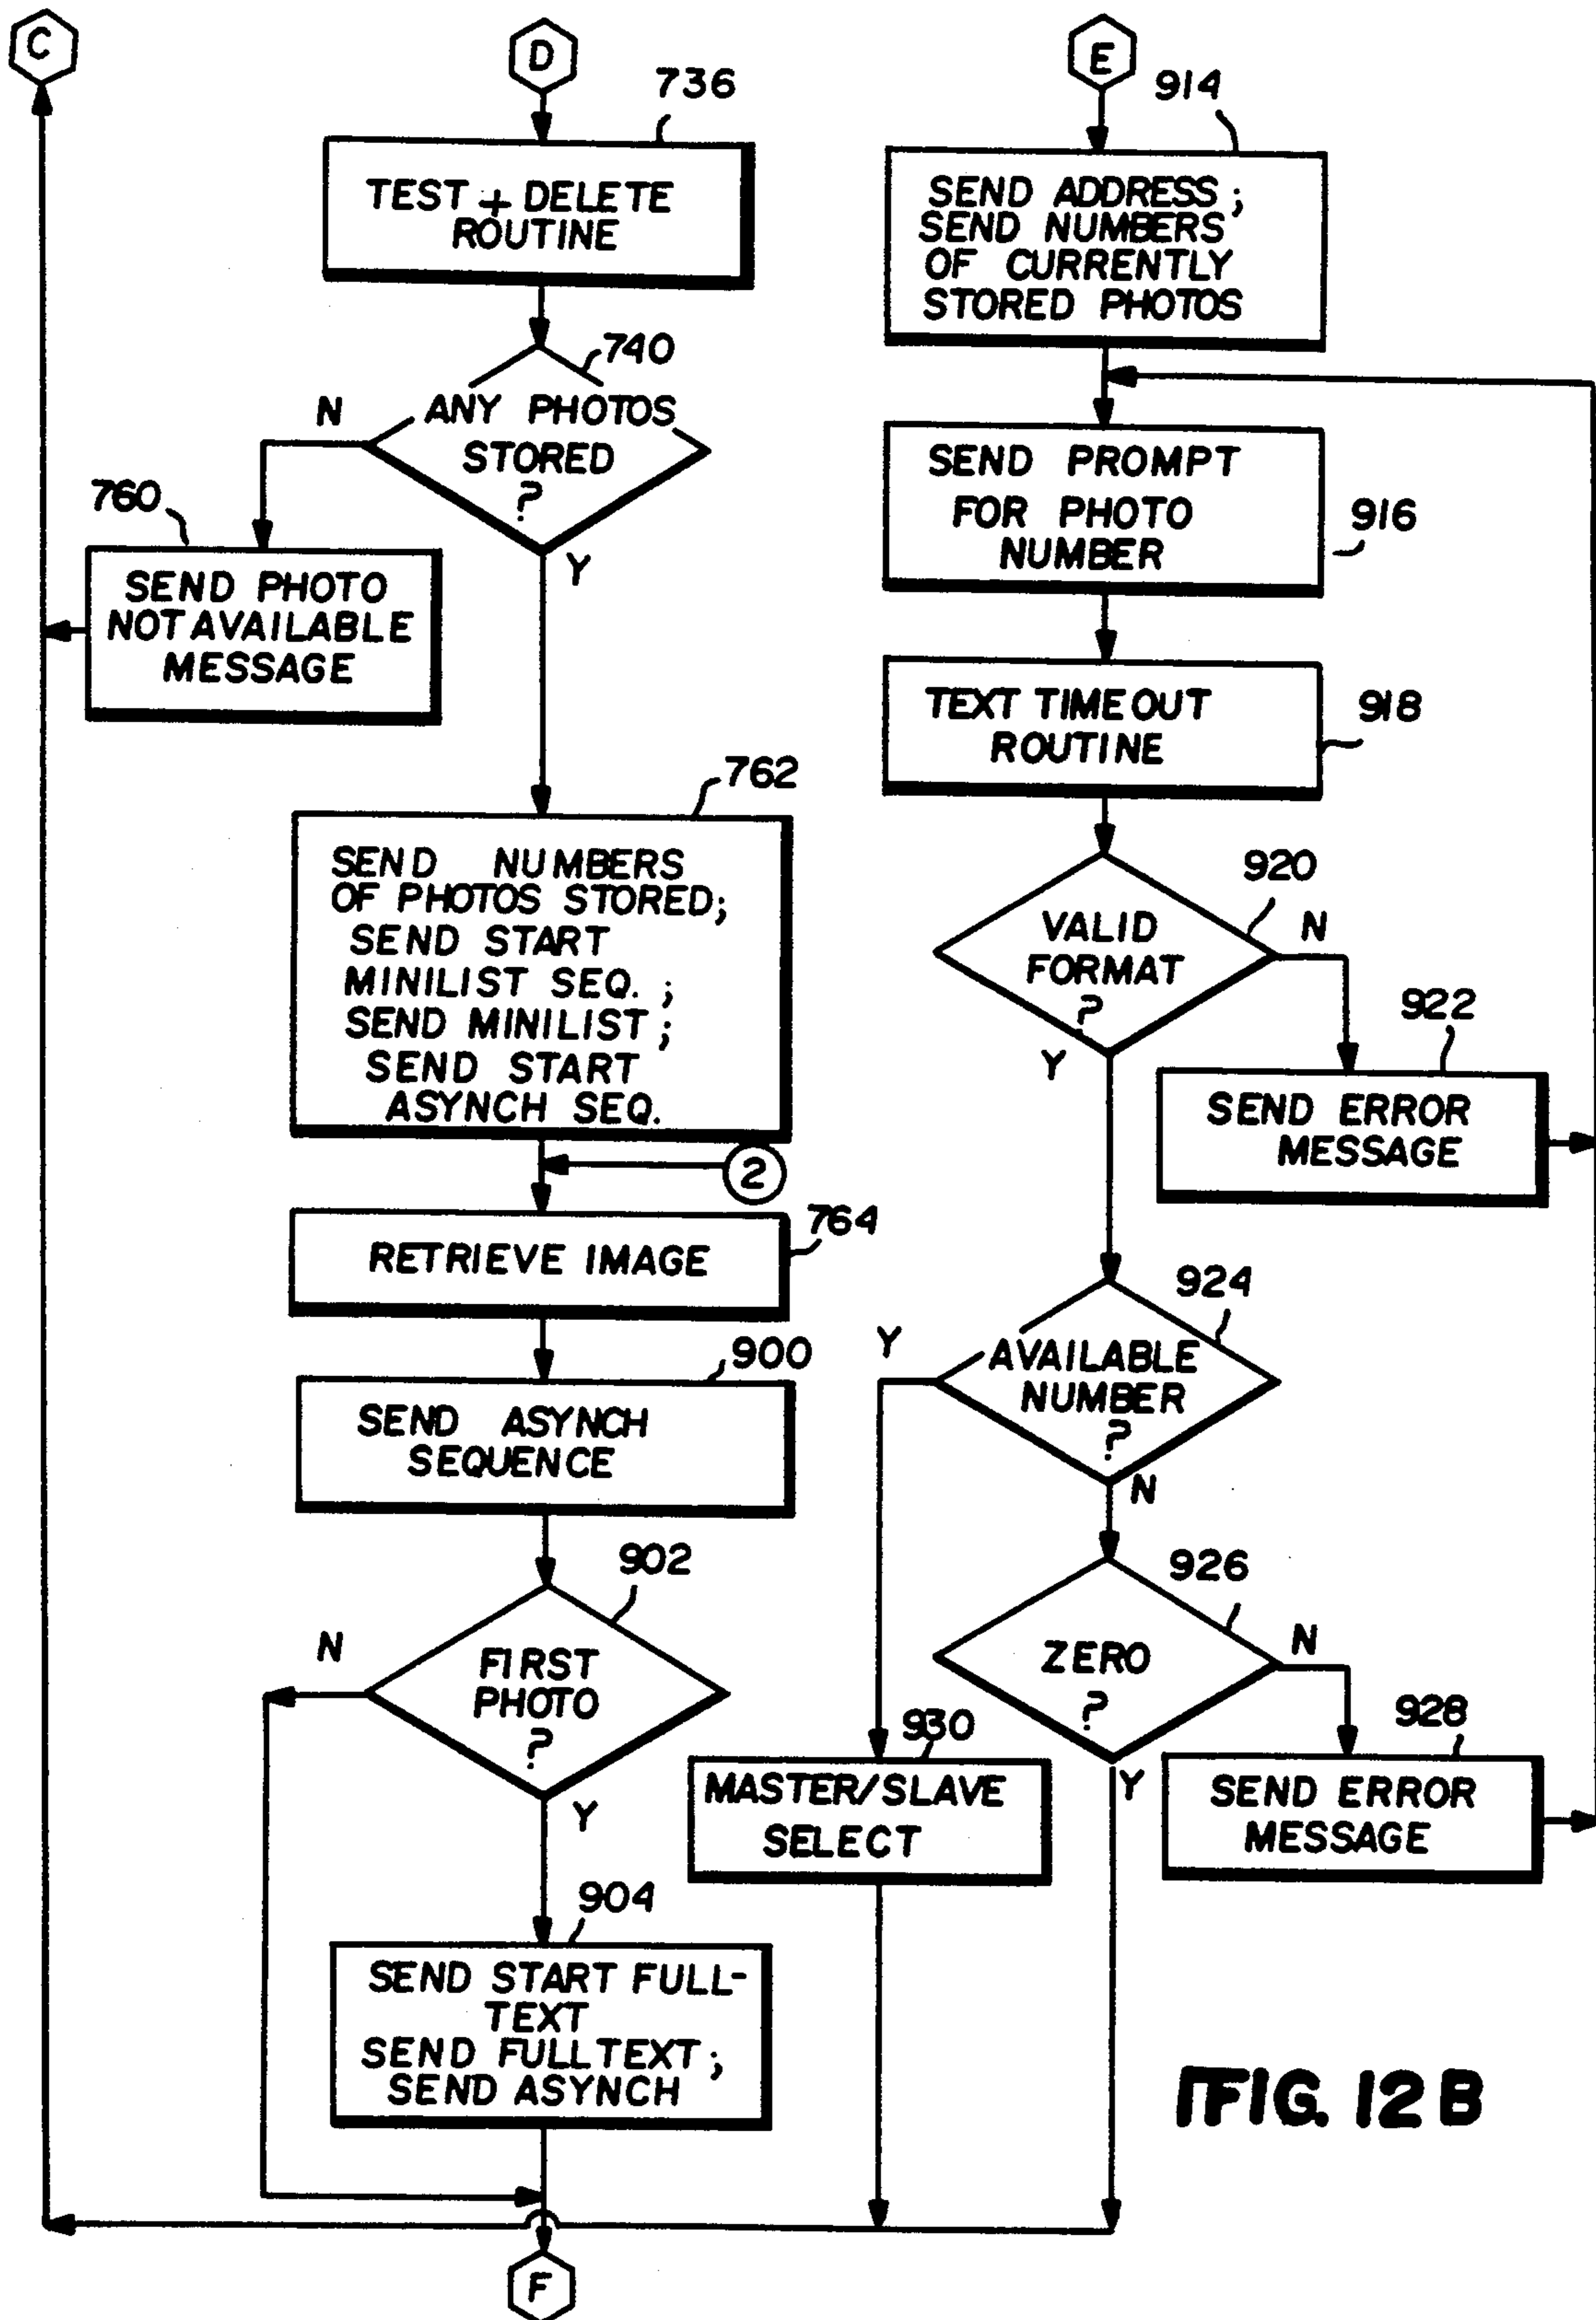 C
D
736
TEST + DELETE
ROUTINE
740
N
ANY PHOTOS
STORED
?
Y
760
SEND PHOTO
NOT AVAILABLE
MESSAGE
762
SEND NUMBERS
OF PHOTOS STORED;
SEND START
MINILIST SEQ. ;
SEND MINILIST ;
SEND START
ASYNCH SEQ.
2
764
RETRIEVE IMAGE
900
SEND ASYNCH
SEQUENCE
902
N
FIRST
PHOTO
?
Y
904
SEND START FULL-
TEXT
SEND FULL TEXT ;
SEND ASYNCH
F
E
914
SEND ADDRESS ;
SEND NUMBERS
OF CURRENTLY
STORED PHOTOS
SEND PROMPT
FOR PHOTO
NUMBER
916
TEXT TIMEOUT
ROUTINE
918
920
VALID
FORMAT
?
N
Y
922
SEND ERROR
MESSAGE
924
Y
AVAILABLE
NUMBER
?
N
926
ZERO
?
N
Y
928
SEND ERROR
MESSAGE
930
MASTER/SLAVE
SELECT
FIG. 12B